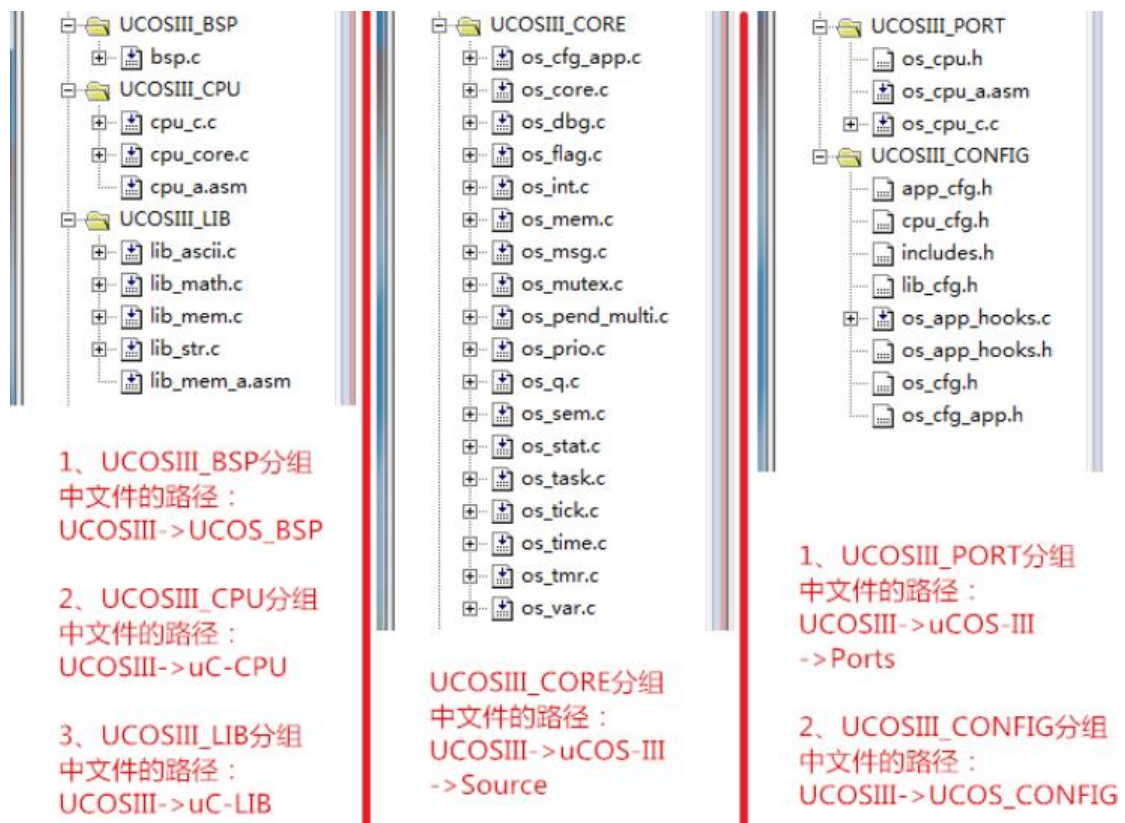 UCOSIII_BSP
bsp.c
UCOSIII_CPU
cpu_c.c
cpu_core.c
cpu_a.asm
UCOSIII_LIB
lib_ascii.c
lib_math.c
lib_mem.c
lib_str.c
lib_mem_a.asm
1、UCOSIII_BSP分组
中文件的路径：
UCOSIII->UCOS_BSP
2、UCOSIII_CPU分组
中文件的路径：
UCOSIII->uC-CPU
3、UCOSIII_LIB分组
中文件的路径：
UCOSIII->uC-LIB
UCOSIII_CORE
os_cfg_app.c
os_core.c
os_dbg.c
os_flag.c
os_int.c
os_mem.c
os_msg.c
os_mutex.c
os_pend_multi.c
os_prio.c
os_q.c
os_sem.c
os_stat.c
os_task.c
os_tick.c
os_time.c
os_tmr.c
os_var.c
UCOSIII_CORE分组
中文件的路径：
UCOSIII->uCOS-III
->Source
UCOSIII_PORT
os_cpu.h
os_cpu_a.asm
os_cpu_c.c
UCOSIII_CONFIG
app_cfg.h
cpu_cfg.h
includes.h
lib_cfg.h
os_app_hooks.c
os_app_hooks.h
os_cfg.h
os_cfg_app.h
1、UCOSIII_PORT分组
中文件的路径：
UCOSIII->uCOS-III
->Ports
2、UCOSIII_CONFIG分组
中文件的路径：
UCOSIII->UCOS_CONFIG